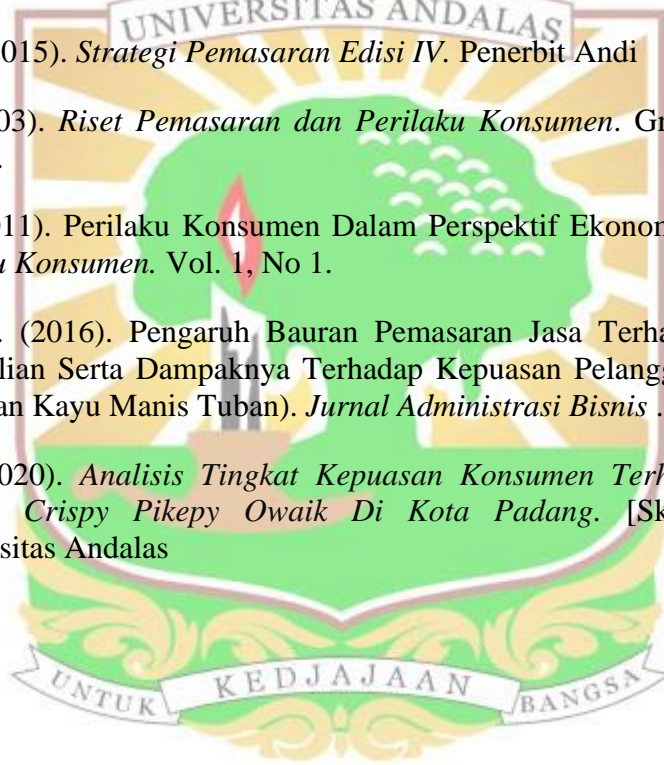 UNIVERSITAS ANDALAS
015). Strategi Pemasaran Edisi IV. Penerbit Andi
03). Riset Pemasaran dan Perilaku Konsumen. Gr
.
11). Perilaku Konsumen Dalam Perspektif Ekonom
u Konsumen. Vol. 1, No 1.
. (2016). Pengaruh Bauran Pemasaran Jasa Terha
lian Serta Dampaknya Terhadap Kepuasan Pelangg
an Kayu Manis Tuban). Jurnal Administrasi Bisnis .
020). Analisis Tingkat Kepuasan Konsumen Terh
Crispy Pikepy Owaik Di Kota Padang. [Sk
sitas Andalas
UNTUK KEDJAJAAN BANGSA